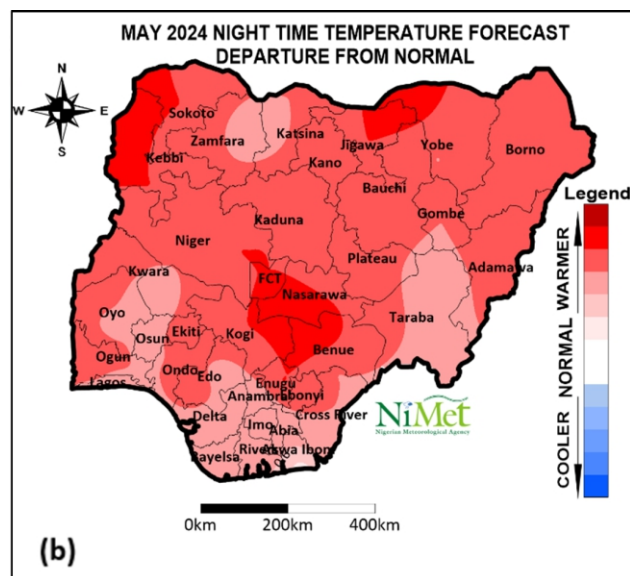 MAY 2024 NIGHT TIME TEMPERATURE FORECAST
DEPARTURE FROM NORMAL
N
W E
S
Sokoto
Zamfara
Katsina
Kebbi
Jigawa
Yobe
Borno
Kano
Bauchi
Legend
Gombe
Kaduna
Niger
Plateau
Adamawa
Kwara
FCT
Nasarawa
Oyo
Taraba
Osun
Ekiti
Kogi
Ogun
Benue
Ondo
Edo
Lagos
Enugu
Anambra
Ebonyi
Delta
Cross River
Imo
Abia
Bayelsa
Rivers
Akwa Ibom
NiMet
Nigerian Meteorological Agency
COOLER NORMAL WARMER
0km 200km 400km
(b)